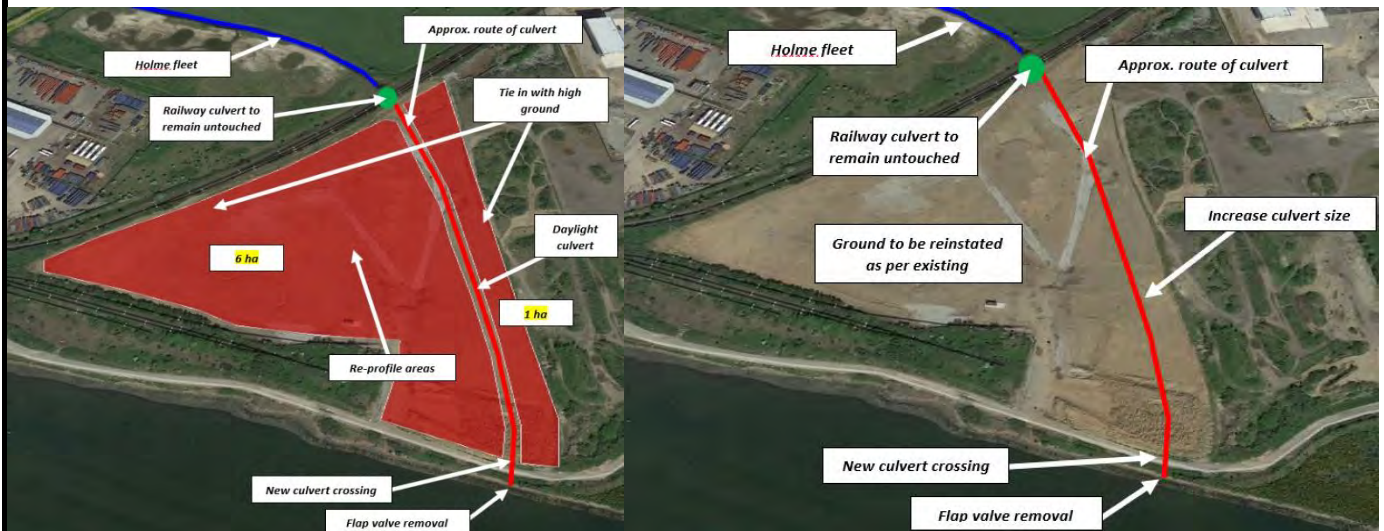 Approx. route of culvert
Holme fleet
Tie in with high
ground
Railway culvert to
remain untouched
Daylight
culvert
6 ha
1 ha
Re-profile areas
New culvert crossing
Flap valve removal
Holme fleet
Approx. route of culvert
Railway culvert to
remain untouched
Increase culvert size
Ground to be reinstated
as per existing
New culvert crossing
Flap valve removal